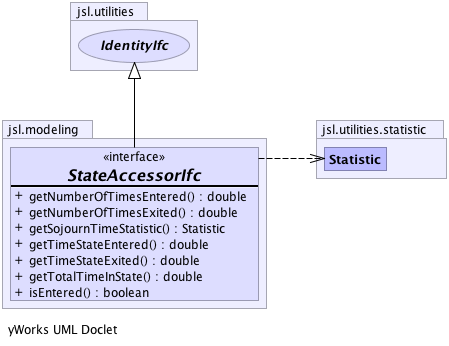 jsl.utilities
IdentityIfc
jsl.modeling
«interface»
StateAccessorIfc
+ getNumberOfTimesEntered() : double
+ getNumberOfTimesExited() : double
+ getSojournTimeStatistic() : Statistic
+ getTimeStateEntered() : double
+ getTimeStateExited() : double
+ getTotalTimeInState() : double
+ isEntered() : boolean
jsl.utilities.statistic
Statistic
yWorks UML Doclet